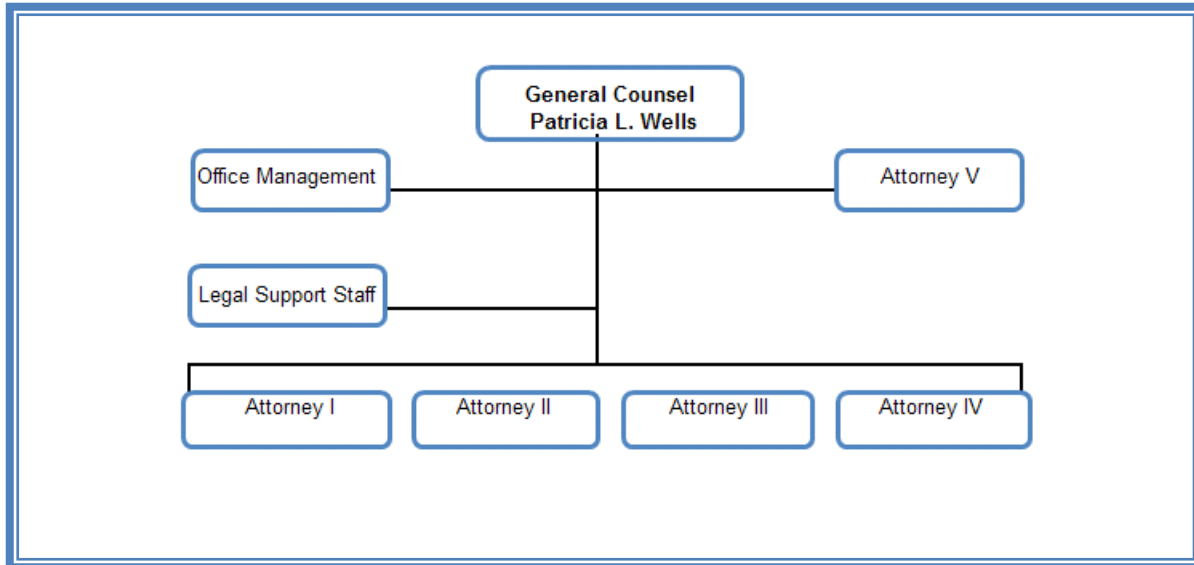 General Counsel
Patricia L. Wells
Office Management
Attorney V
Legal Support Staff
Attorney I
Attorney II
Attorney III
Attorney IV